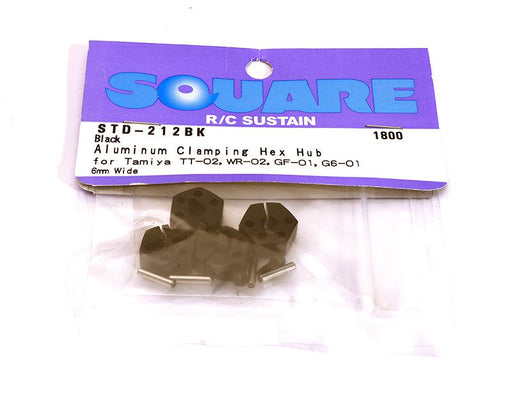 SQUARE
R/C SUSTAIN
STD-212BK 1800
Black
Aluminum Clamping Hex Hub
for Tamiya TT-02, WR-02, GF-01, G6-01
6mm Wide